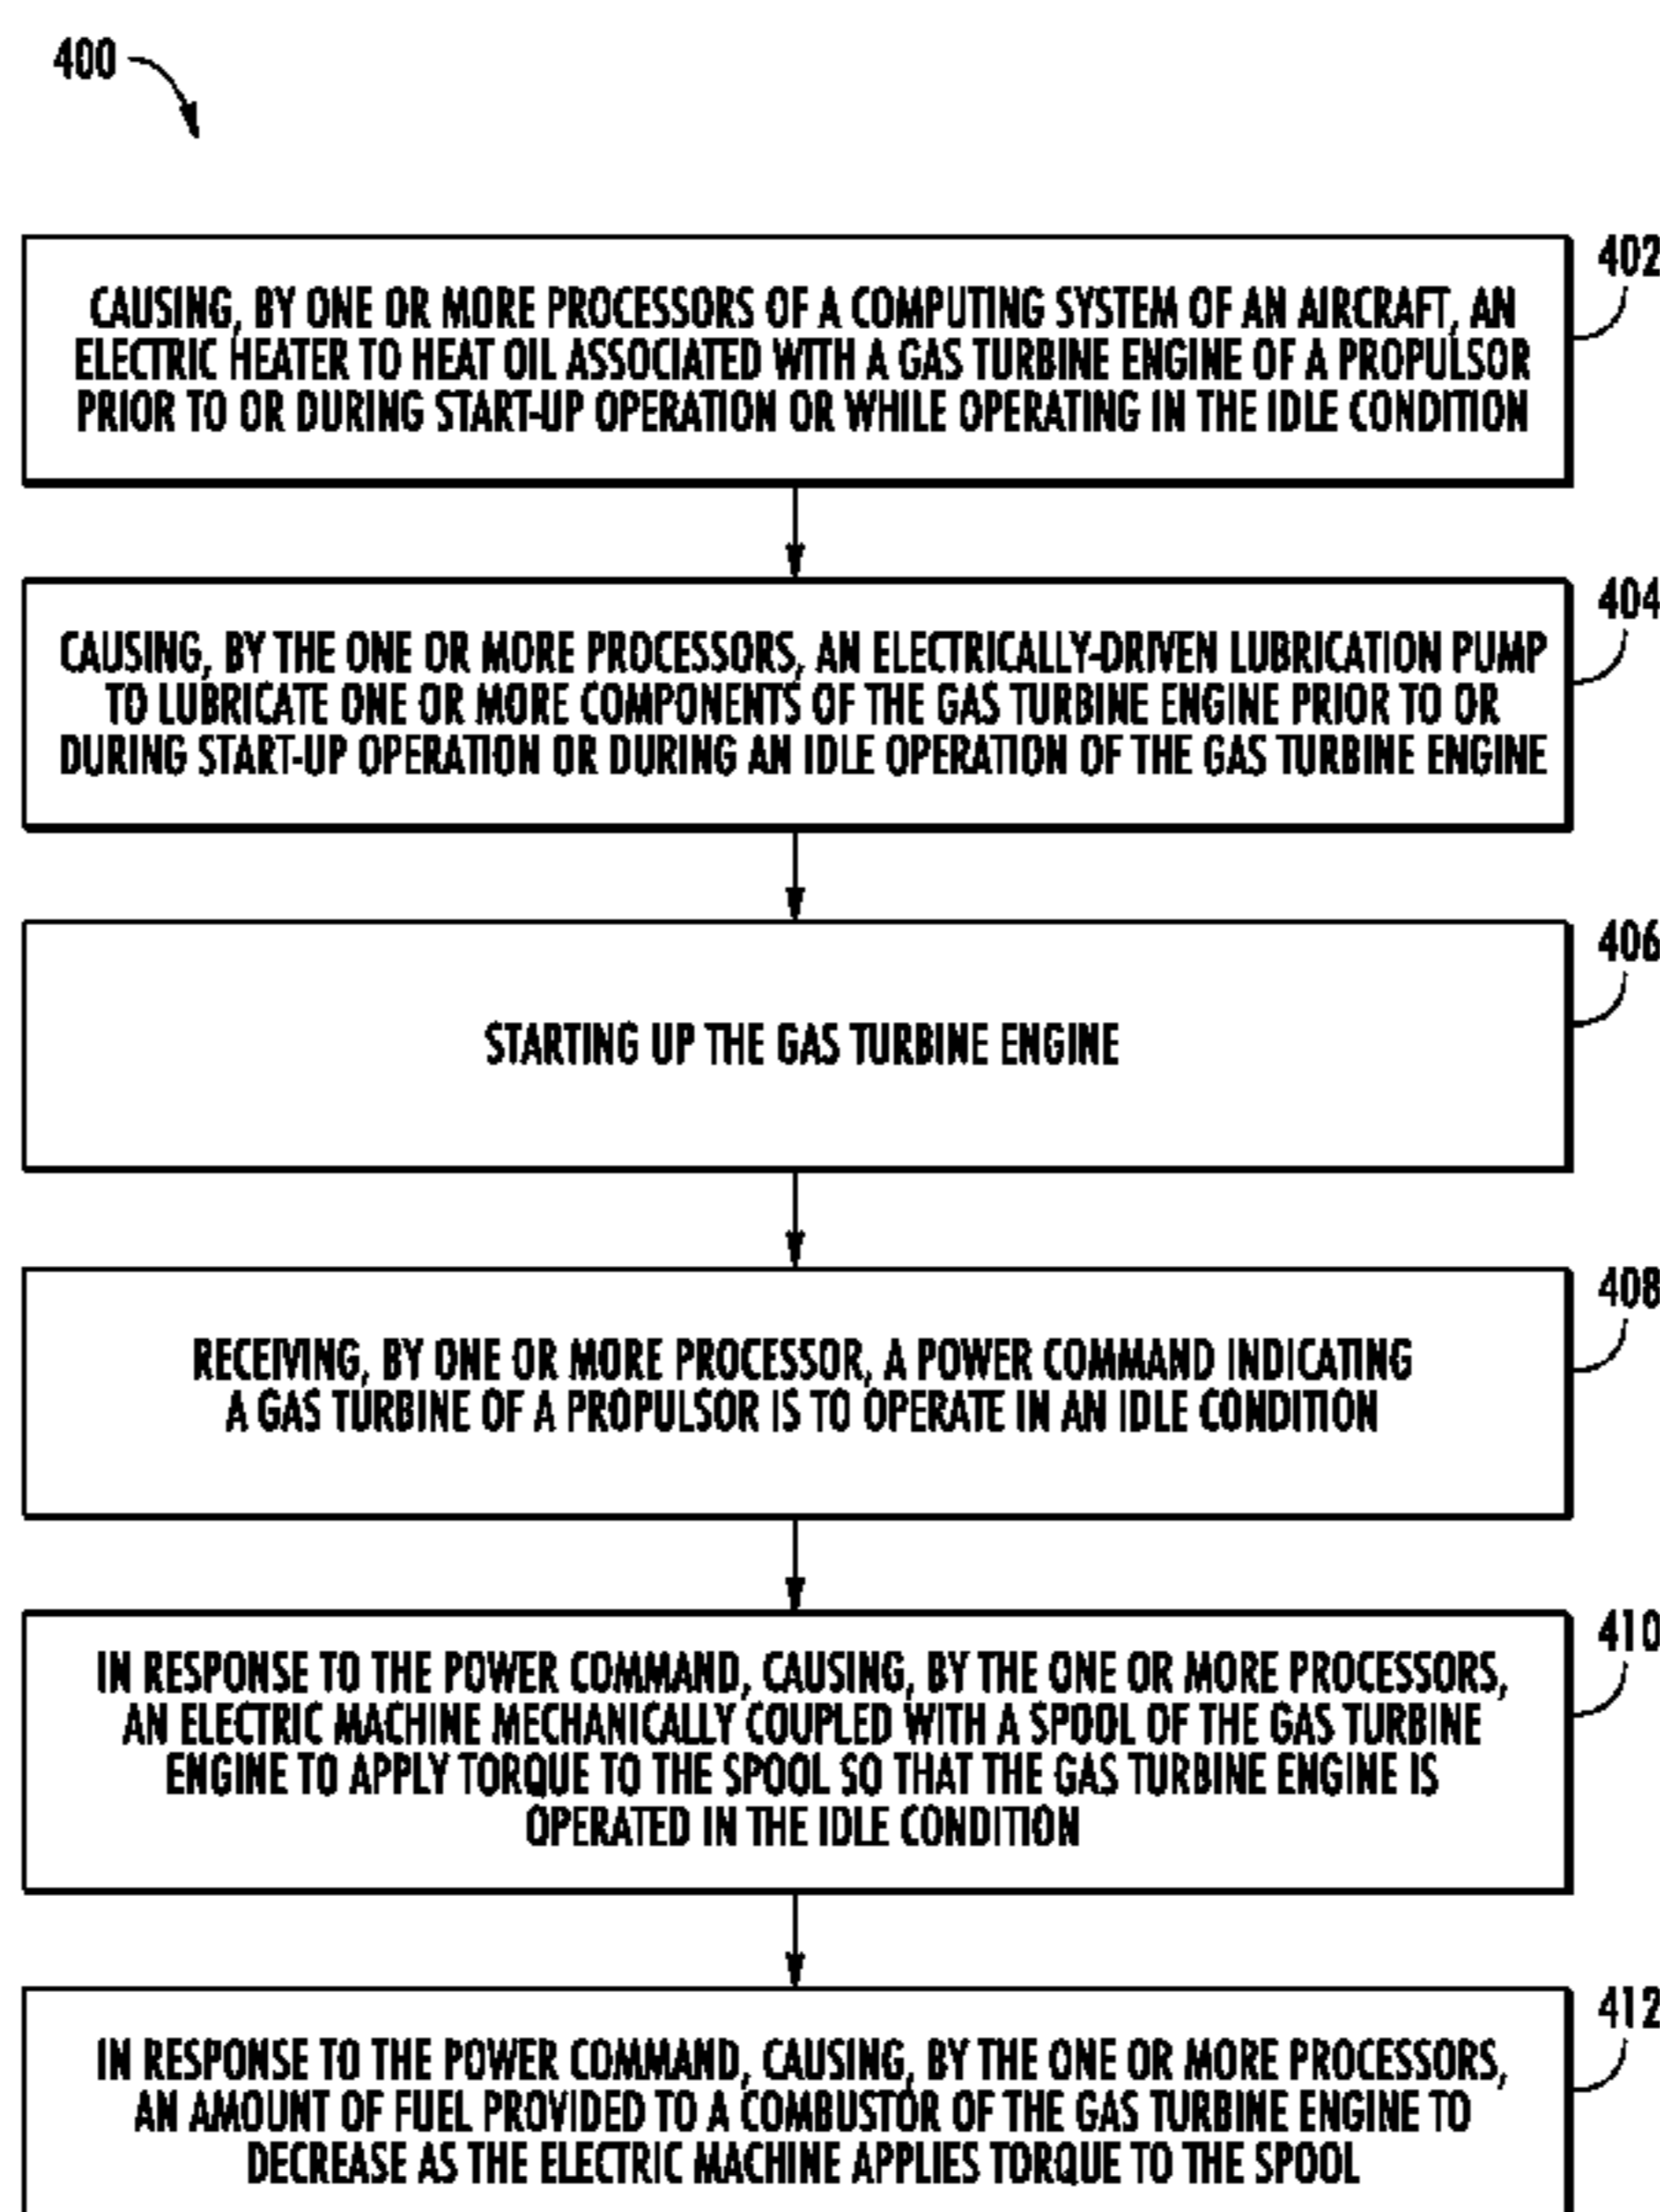 400
402
CAUSING, BY ONE OR MORE PROCESSORS OF A COMPUTING SYSTEM OF AN AIRCRAFT, AN
ELECTRIC HEATER TO HEAT OIL ASSOCIATED WITH A GAS TURBINE ENGINE OF A PROPULSOR
PRIOR TO OR DURING START-UP OPERATION OR WHILE OPERATING IN THE IDLE CONDITION
404
CAUSING, BY THE ONE OR MORE PROCESSORS, AN ELECTRICALLY-DRIVEN LUBRICATION PUMP
TO LUBRICATE ONE OR MORE COMPONENTS OF THE GAS TURBINE ENGINE PRIOR TO OR
DURING START-UP OPERATION OR DURING AN IDLE OPERATION OF THE GAS TURBINE ENGINE
406
STARTING UP THE GAS TURBINE ENGINE
408
RECEIVING, BY ONE OR MORE PROCESSOR, A POWER COMMAND INDICATING
A GAS TURBINE OF A PROPULSOR IS TO OPERATE IN AN IDLE CONDITION
410
IN RESPONSE TO THE POWER COMMAND, CAUSING, BY THE ONE OR MORE PROCESSORS,
AN ELECTRIC MACHINE MECHANICALLY COUPLED WITH A SPOOL OF THE GAS TURBINE
ENGINE TO APPLY TORQUE TO THE SPOOL SO THAT THE GAS TURBINE ENGINE IS
OPERATED IN THE IDLE CONDITION
412
IN RESPONSE TO THE POWER COMMAND, CAUSING, BY THE ONE OR MORE PROCESSORS,
AN AMOUNT OF FUEL PROVIDED TO A COMBUSTOR OF THE GAS TURBINE ENGINE TO
DECREASE AS THE ELECTRIC MACHINE APPLIES TORQUE TO THE SPOOL